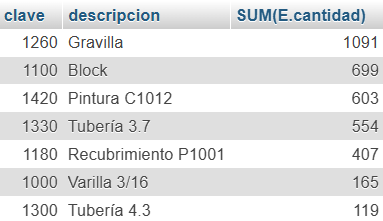 clave descripcion SUM(E.cantidad)
1260 Gravilla 1091
1100 Block 699
1420 Pintura C1012 603
1330 Tubería 3.7 554
1180 Recubrimiento P1001 407
1000 Varilla 3/16 165
1300 Tubería 4.3 119